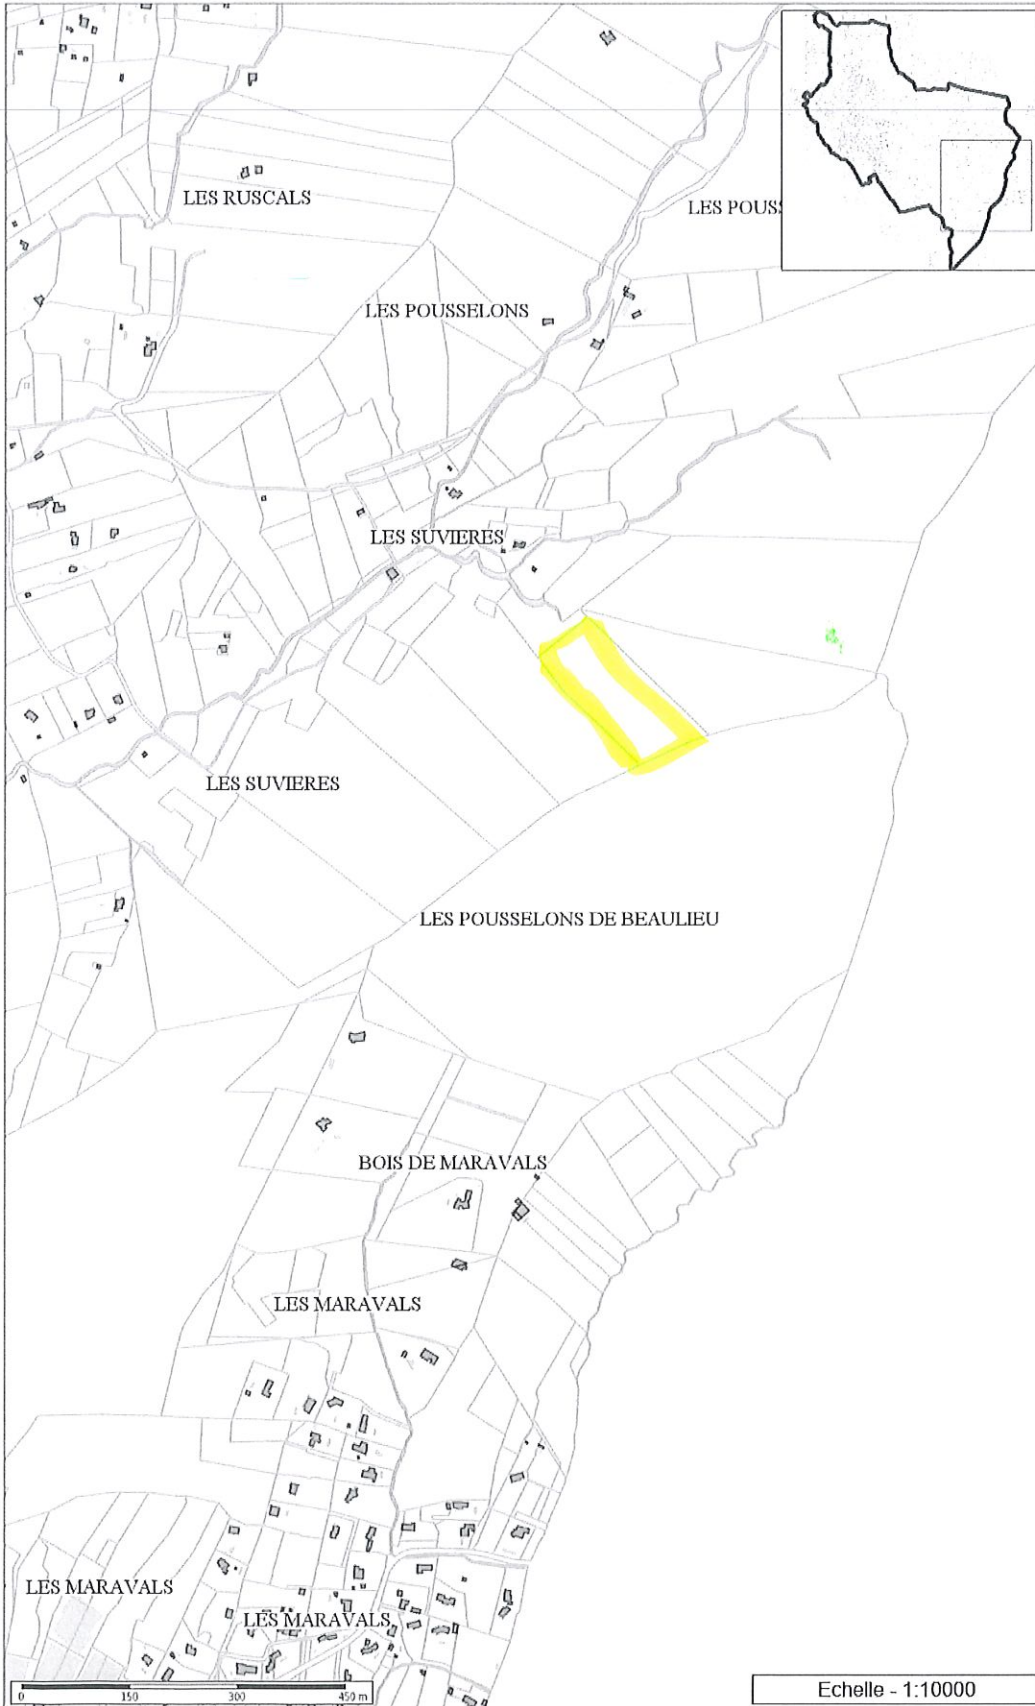 LES RUSCALS
LES POUSS
LES POUSSELONS
LES SUVIERES
LES SUVIERES
LES POUSSELONS DE BEAULIEU
BOIS DE MARAVALS
LES MARAVALS
LES MARAVALS
LES MARAVALS
0 150 300 450 m
Echelle - 1:10000